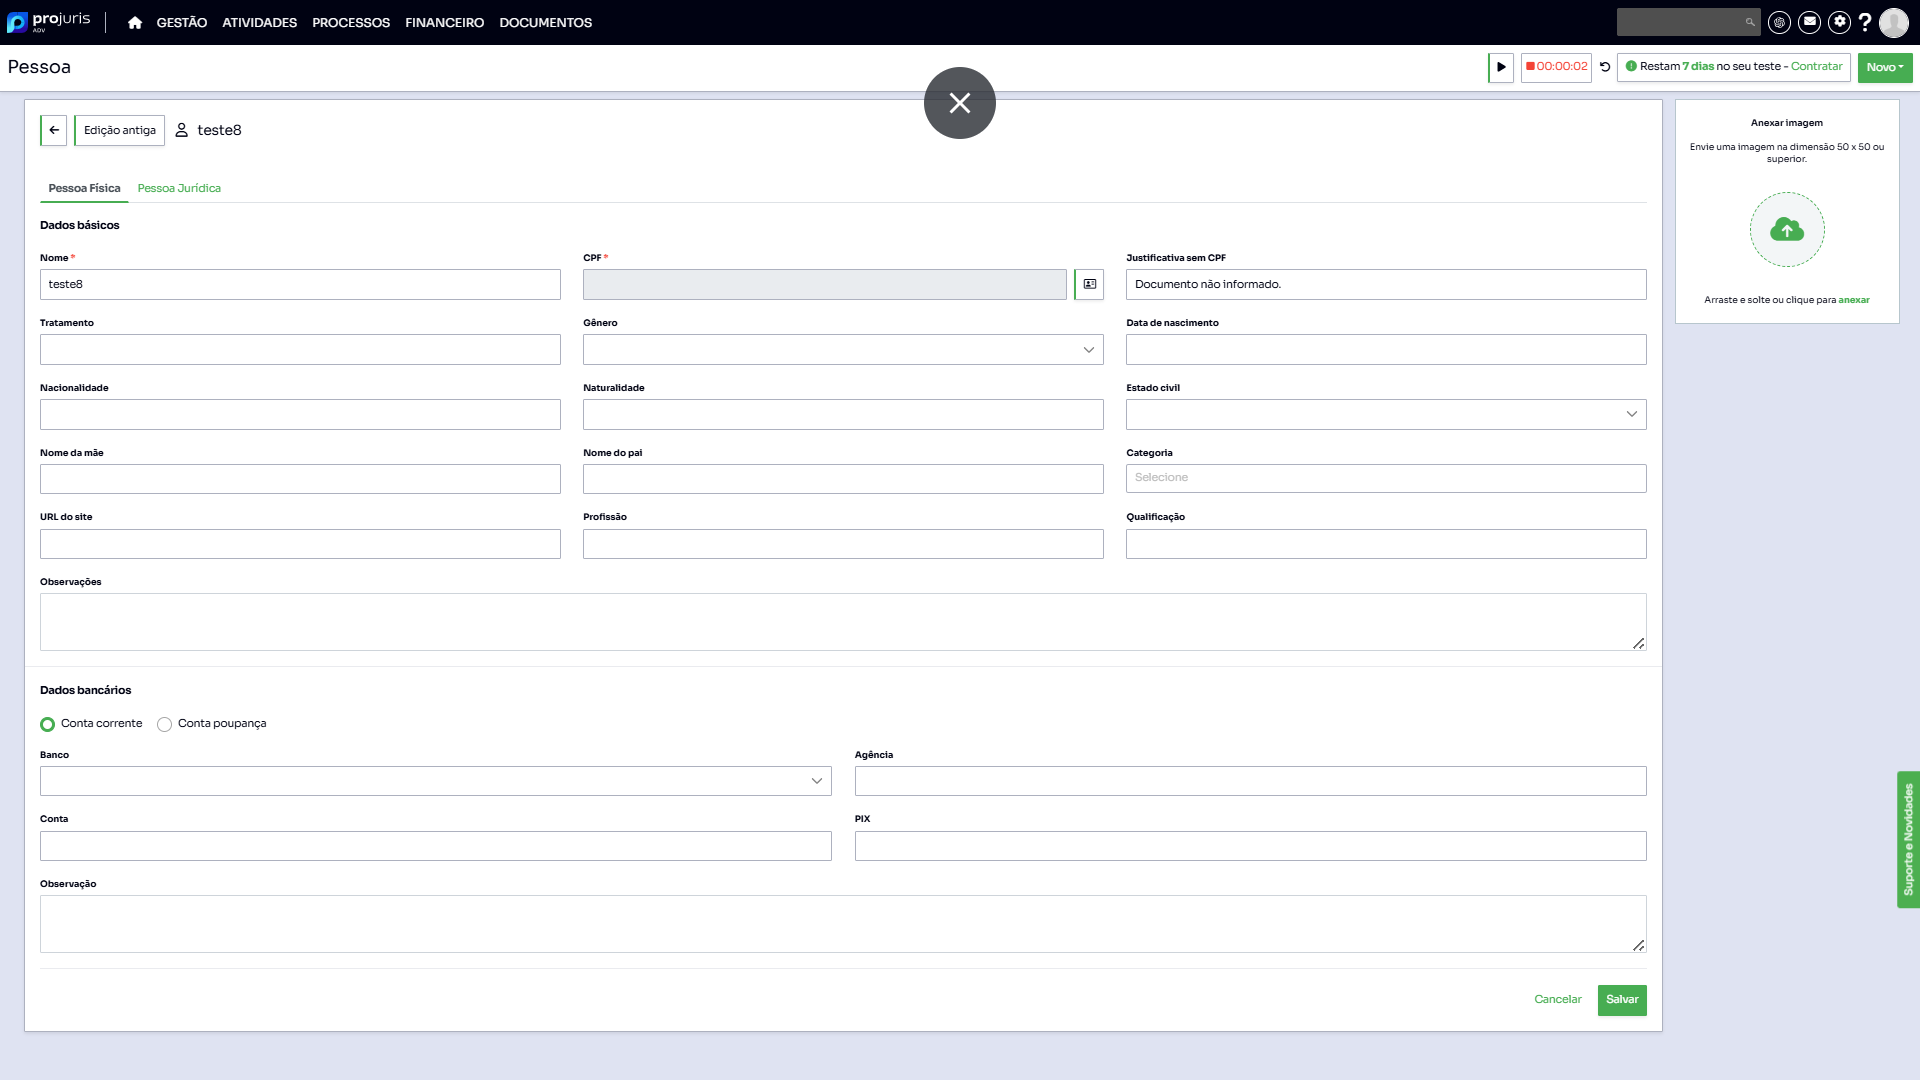 projuris
ADV
GESTÃO ATIVIDADES PROCESSOS FINANCEIRO DOCUMENTOS
Pessoa
00:00:02
Restam 7 dias no seu teste - Contratar
Novo
Edição antiga
teste8
Pessoa Física Pessoa Jurídica
Dados básicos
Nome * CPF * Justificativa sem CPF
teste8 Documento não informado.
Tratamento Gênero Data de nascimento
Nacionalidade Naturalidade Estado civil
Nome da mãe Nome do pai Categoria
Selecione
URL do site Profissão Qualificação
Observações
Dados bancários
Conta corrente Conta poupança
Banco Agência
Conta PIX
Observação
Cancelar Salvar
Anexar imagem
Envie uma imagem na dimensão 50 x 50 ou
superior.
Arraste e solte ou clique para anexar
Suporte e Novidades